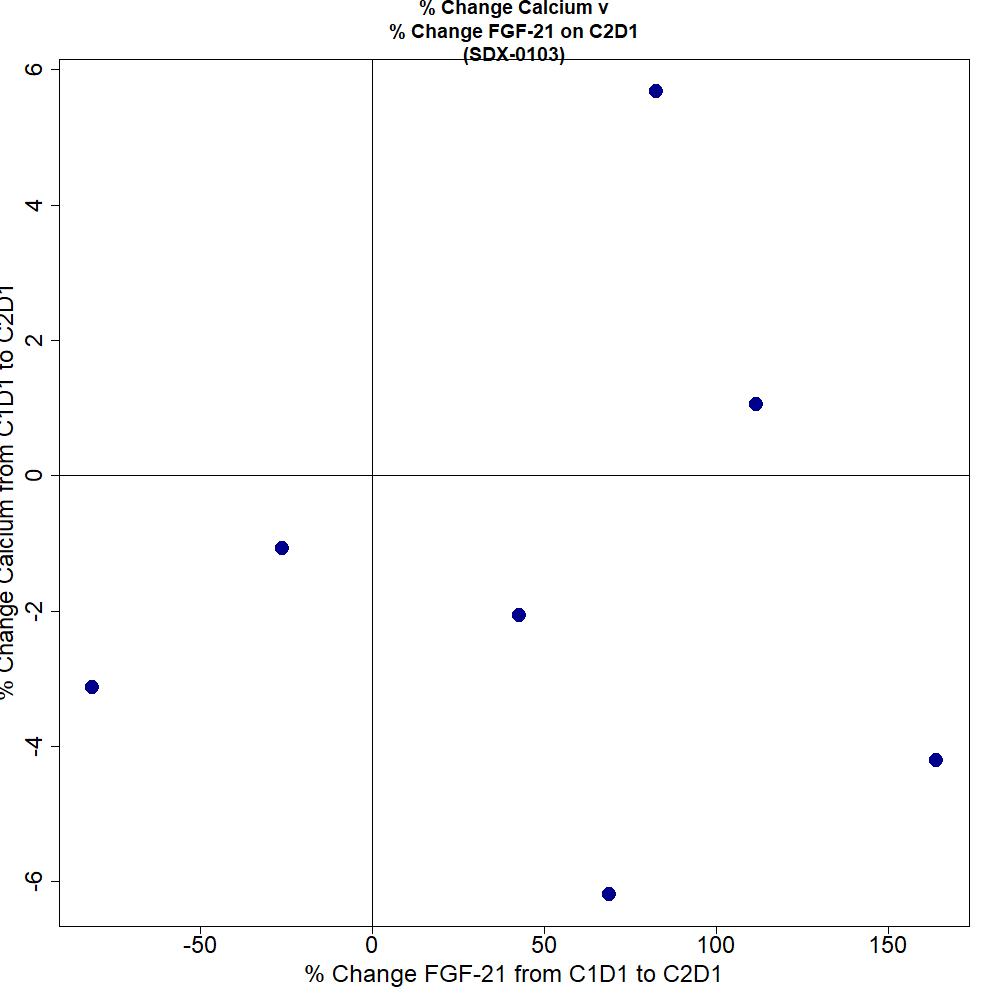 % Change Calcium v
% Change FGF-21 on C2D1
(SDX-0103)
6
4
2
0
-2
-4
-6
% Change Calcium from C1D1 to C2D1
-50
0
50
100
150
% Change FGF-21 from C1D1 to C2D1